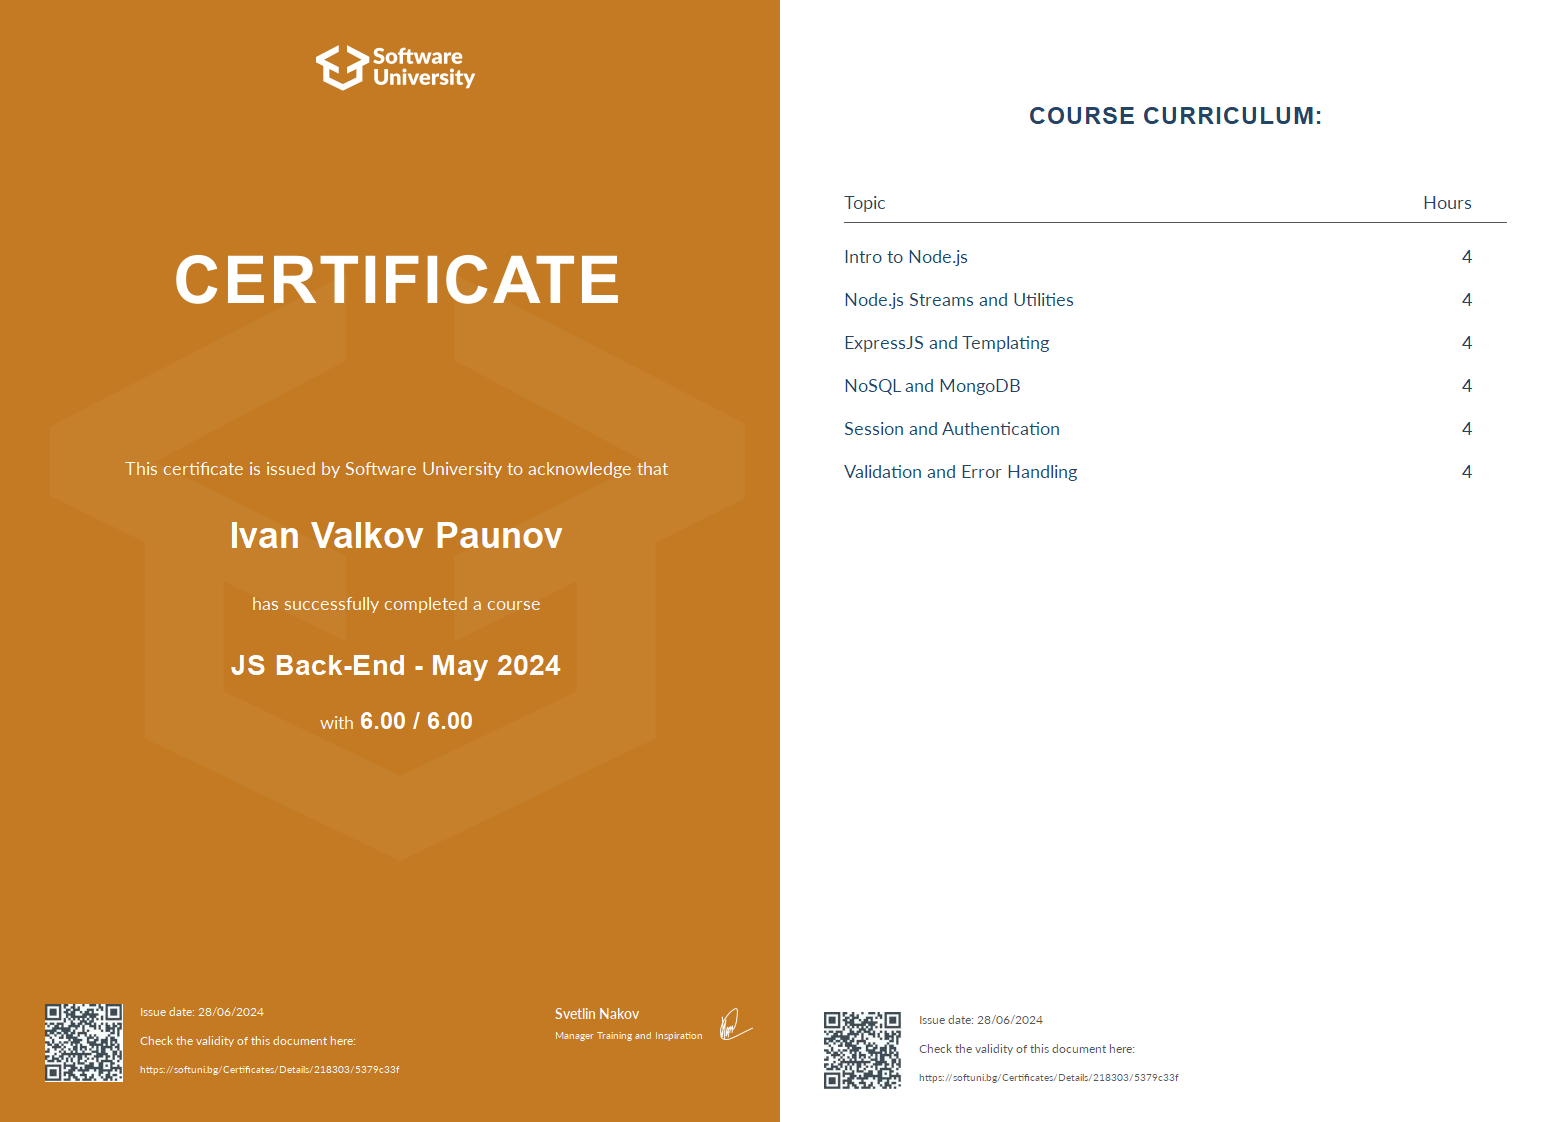 Software
University
CERTIFICATE
This certificate is issued by Software University to acknowledge that
Ivan Valkov Paunov
has successfully completed a course
JS Back-End - May 2024
with 6.00 / 6.00
Issue date: 28/06/2024
Check the validity of this document here:
https://softuni.bg/Certificates/Details/218303/5379c33f
Svetlin Nakov
Manager Training and Inspiration
COURSE CURRICULUM:
Topic Hours
Intro to Node.js 4
Node.js Streams and Utilities 4
ExpressJS and Templating 4
NoSQL and MongoDB 4
Session and Authentication 4
Validation and Error Handling 4
Issue date: 28/06/2024
Check the validity of this document here:
https://softuni.bg/Certificates/Details/218303/5379c33f